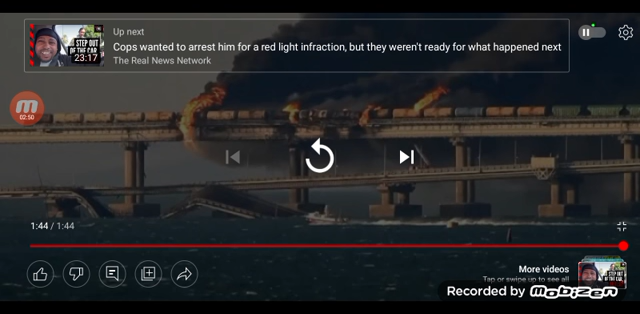 Up next
STEP OUT
OF THE CAR
23:17
Cops wanted to arrest him for a red light infraction, but they weren't ready for what happened next
The Real News Network
02:50
1:44 / 1:44
More videos
Tap or swipe up to see all
STEP OUT
Recorded by mobizen